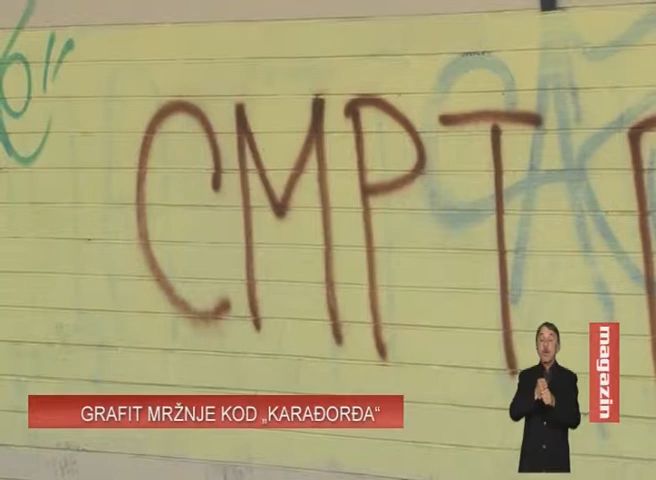 СМРТ
GRAFIT MRŽNJE KOD „KARAĐORĐA“
magazin